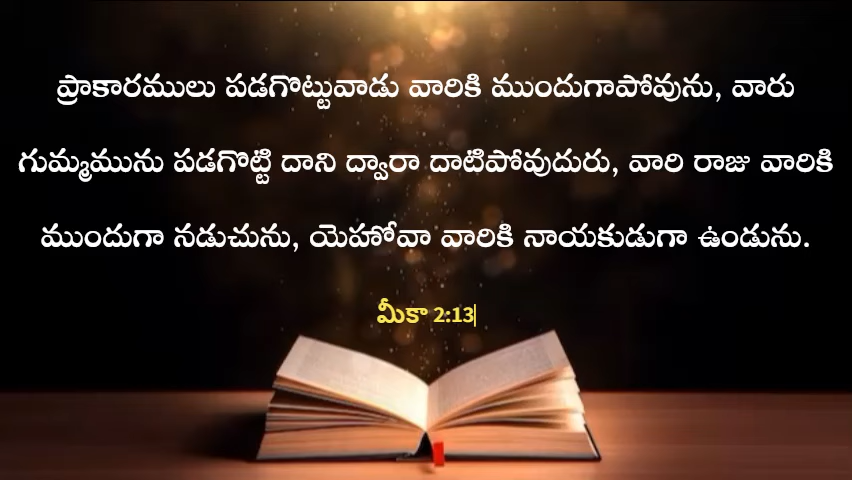 ప్రాకారములు పడగొట్టువాడు వారికి ముందుగాపోవును, వారు
గుమ్మమును పడగొట్టి దాని ద్వారా దాటిపోవుదురు, వారి రాజు వారికి
ముందుగా నడుచును, యెహోవా వారికి నాయకుడుగా ఉండును.
మీకా 2:13|